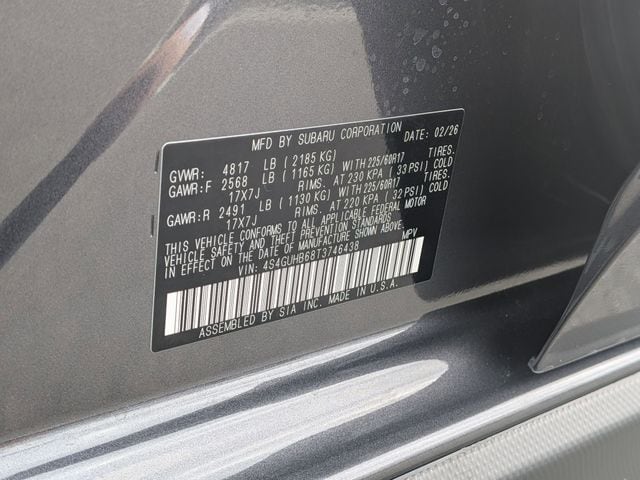 MFD BY SUBARU CORPORATION DATE 02/26
GVWR: 4817 LB (2185 KG)
GAWR:F 2568 LB (1165 KG) WITH 225/60R17 TIRES.
17X7J RIMS. AT 230 KPA (33 PSI) COLD
GAWR:R 2491 LB (1130 KG) WITH 225/60R17 TIRES.
17X7J RIMS. AT 220 KPA (32 PSI) COLD
THIS VEHICLE CONFORMS TO ALL APPLICABLE FEDERAL MOTOR
VEHICLE SAFETY, BUMPER, AND THEFT PREVENTION STANDARDS
IN EFFECT ON THE DATE OF MANUFACTURE SHOWN ABOVE.
VIN: 4S4GUHB68T3746438 MPV
ASSEMBLED BY SIA INC. MADE IN U.S.A.